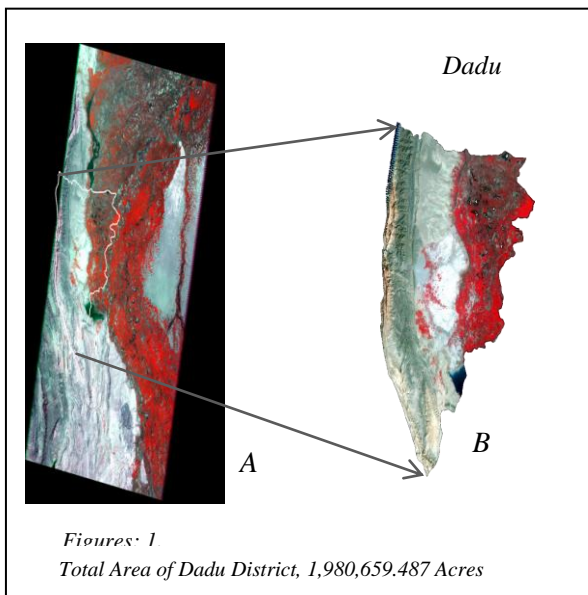 Dadu
A
B
Figures: 1.
Total Area of Dadu District, 1,980,659.487 Acres